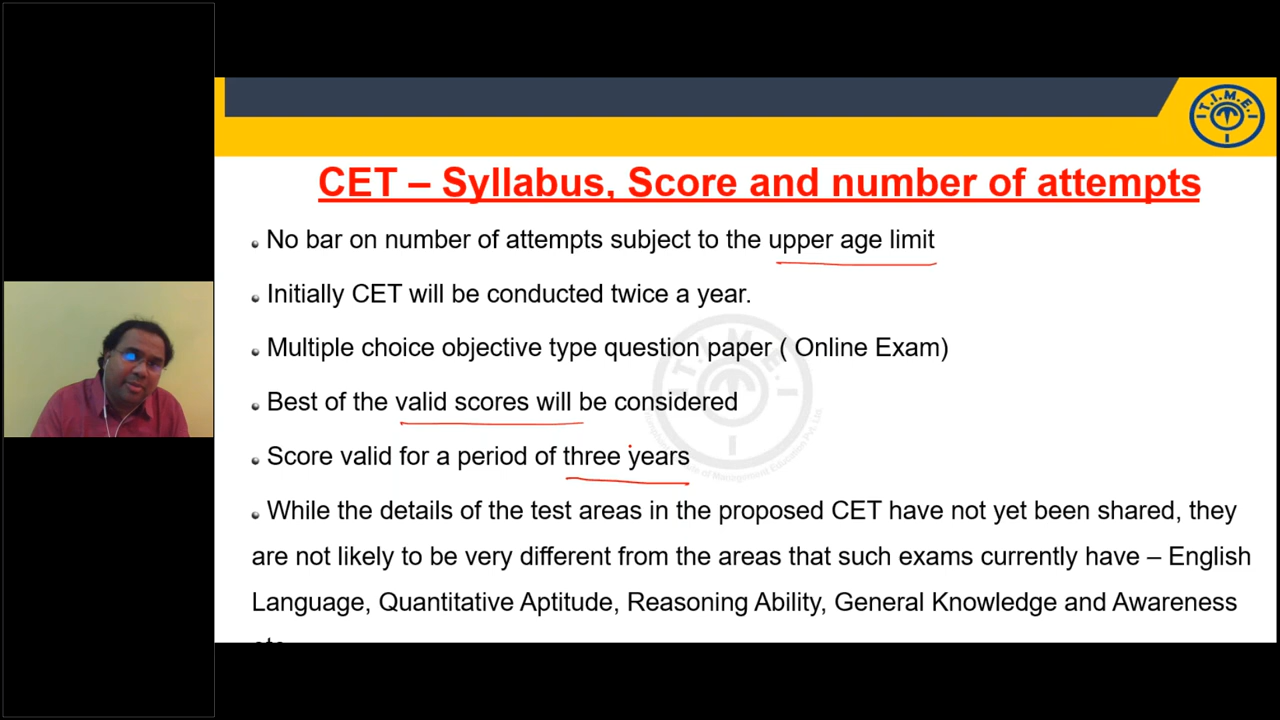 T.I.M.E.
CET – Syllabus, Score and number of attempts
No bar on number of attempts subject to the upper age limit
Initially CET will be conducted twice a year.
Multiple choice objective type question paper ( Online Exam)
Best of the valid scores will be considered
Score valid for a period of three years
While the details of the test areas in the proposed CET have not yet been shared, they
are not likely to be very different from the areas that such exams currently have – English
Language, Quantitative Aptitude, Reasoning Ability, General Knowledge and Awareness
T.I.M.E.